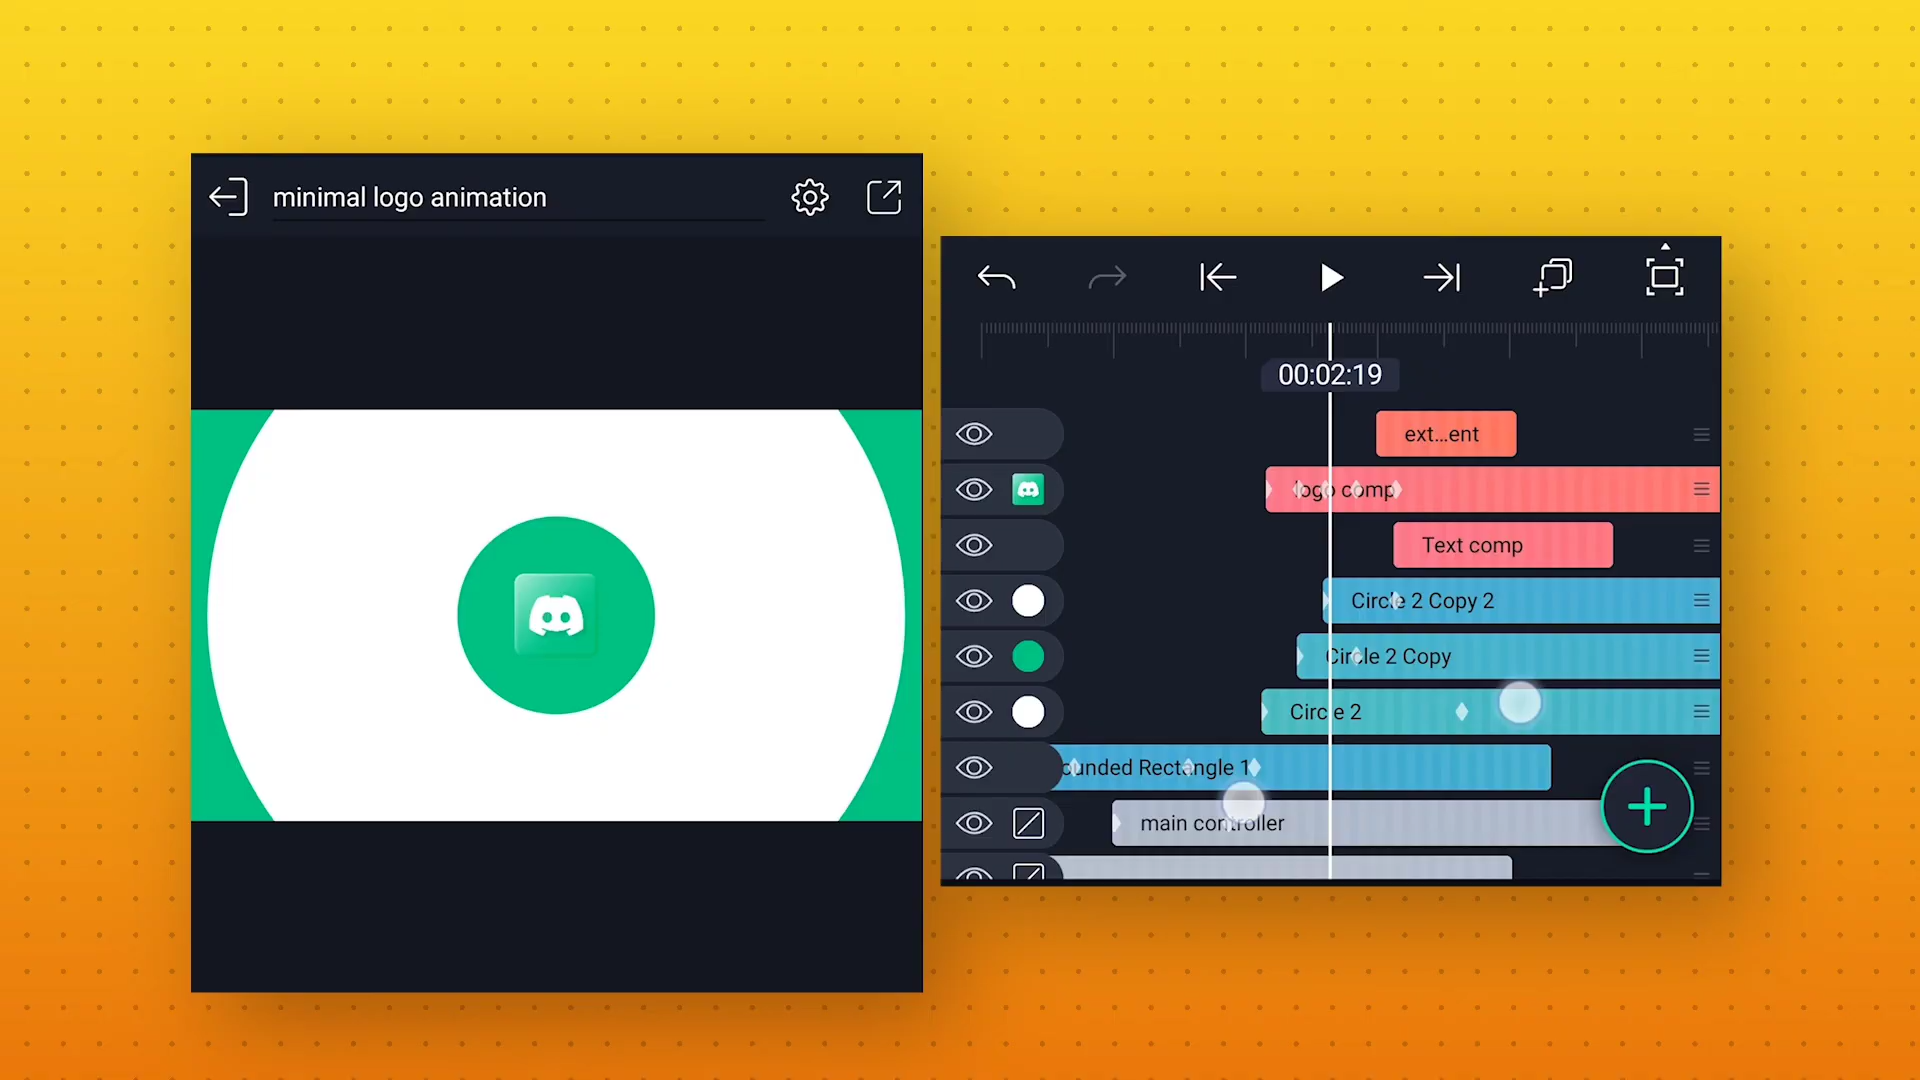 minimal logo animation
00:02:19
ext...ent
logo comp
Text comp
Circle 2 Copy 2
Circle 2 Copy
Circle 2
ounded Rectangle 1
main controller